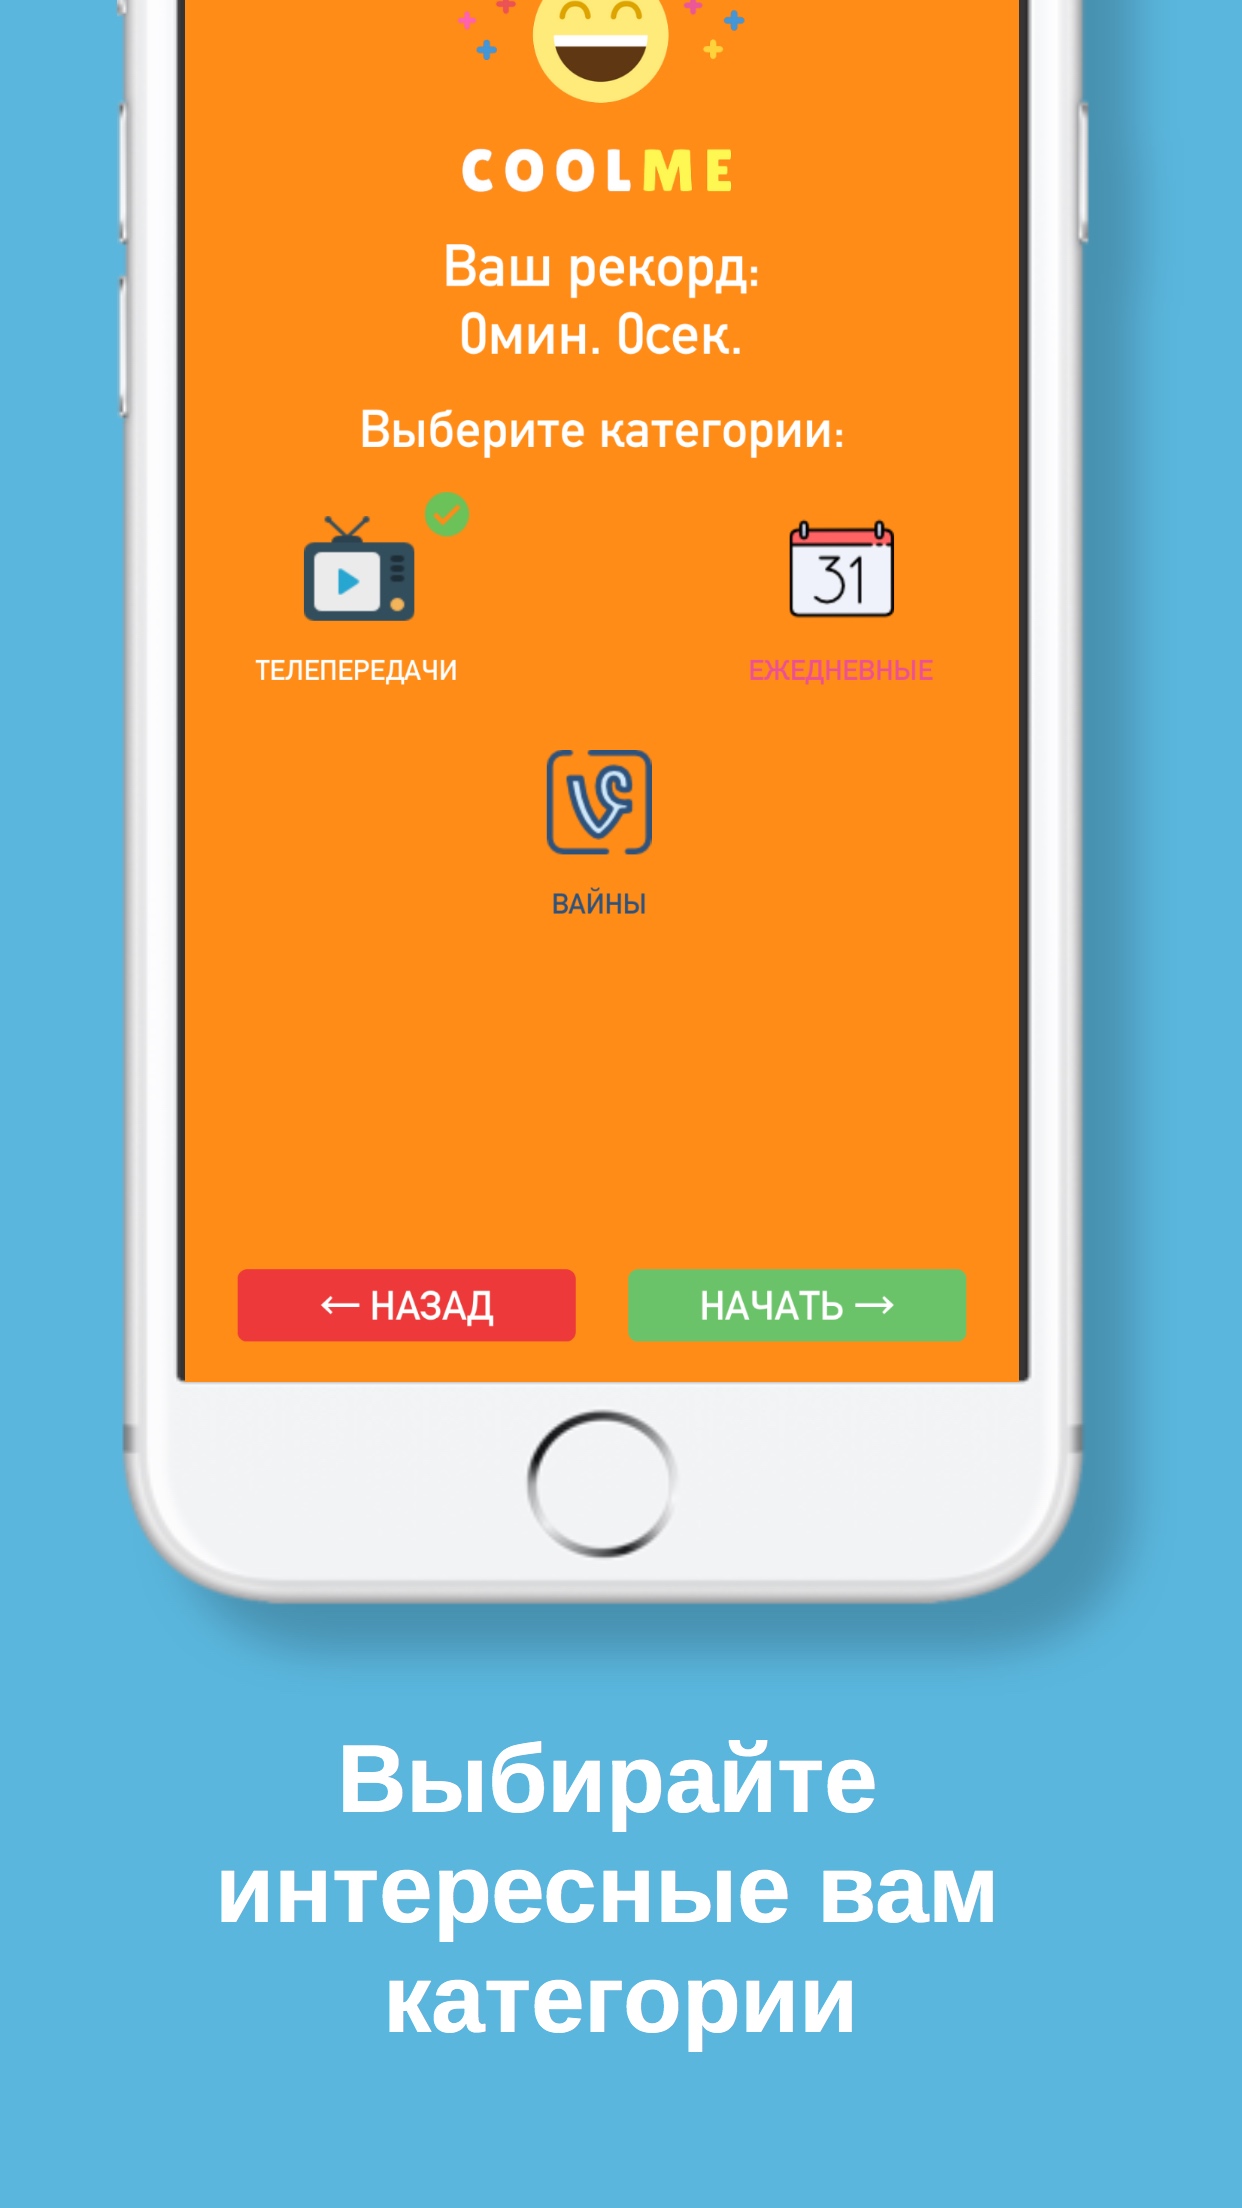 COOLME
Ваш рекорд:
0мин. 0сек.
Выберите категории:
31
ТЕЛЕПЕРЕДАЧИ
ЕЖЕДНЕВНЫЕ
ВАЙНЫ
← НАЗАД
НАЧАТЬ →
Выбирайте
интересные вам
категории